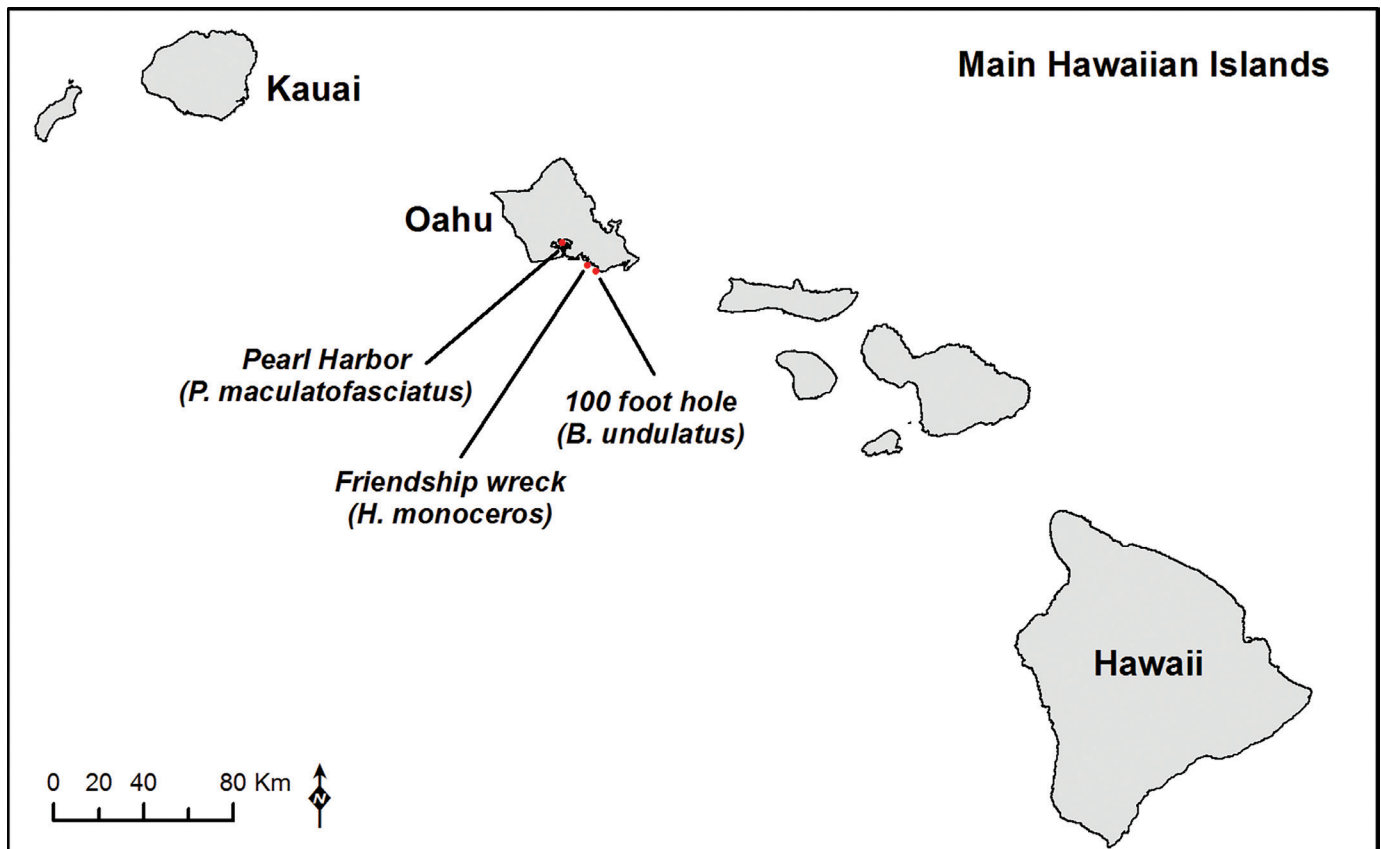 Main Hawaiian Islands
Kauai
Oahu
Pearl Harbor
(P. maculatofasciatus)
100 foot hole
(B. undulatus)
Friendship wreck
(H. monoceros)
Hawaii
0 20 40 80 Km
N